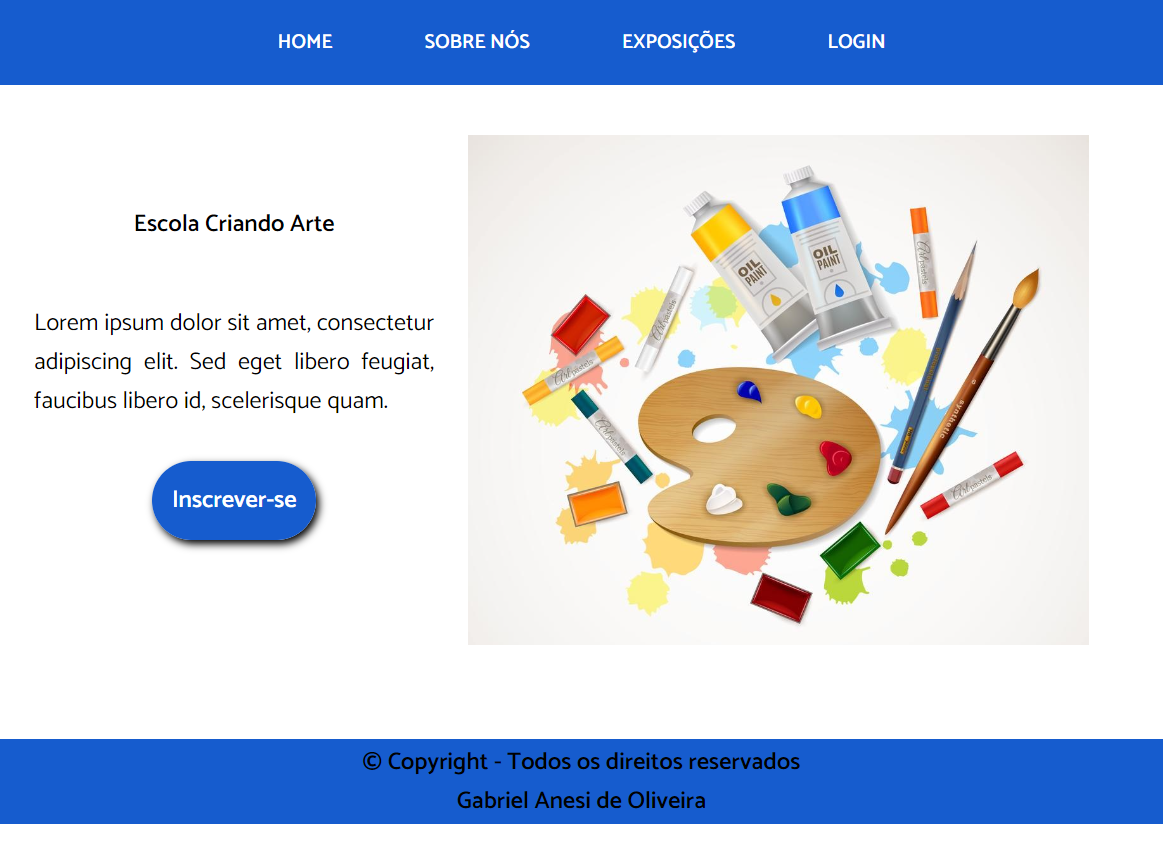 HOME SOBRE NÓS EXPOSIÇÕES LOGIN
Escola Criando Arte
Lorem ipsum dolor sit amet, consectetur
adipiscing elit. Sed eget libero feugiat,
faucibus libero id, scelerisque quam.
Inscrever-se
OIL
PAINT
OIL
PAINT
Art pastels
Art pastels
Art pastels
Art pastels
Art pastels
synthetic
© Copyright - Todos os direitos reservados
Gabriel Anesi de Oliveira